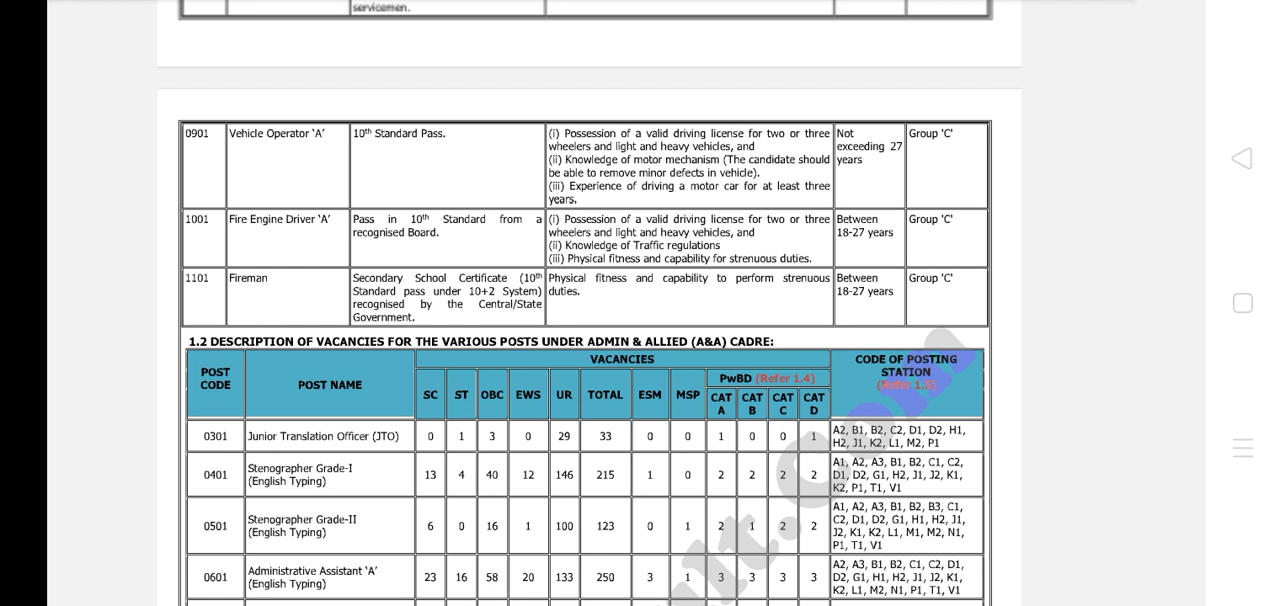 servicemen.
0901 Vehicle Operator ‘A’ 10th Standard Pass. (i) Possession of a valid driving license for two or three wheelers and light and heavy vehicles, and (ii) Knowledge of motor mechanism (The candidate should be able to remove minor defects in vehicle). (iii) Experience of driving a motor car for at least three years. Not exceeding 27 years Group 'C'
1001 Fire Engine Driver ‘A’ Pass in 10th Standard from a recognised Board. (i) Possession of a valid driving license for two or three wheelers and light and heavy vehicles, and (ii) Knowledge of Traffic regulations (iii) Physical fitness and capability for strenuous duties. Between 18-27 years Group 'C'
1101 Fireman Secondary School Certificate (10th Standard pass under 10+2 System) recognised by the Central/State Government. Physical fitness and capability to perform strenuous duties. Between 18-27 years Group 'C'
1.2 DESCRIPTION OF VACANCIES FOR THE VARIOUS POSTS UNDER ADMIN & ALLIED (A&A) CADRE:
POST CODE POST NAME VACANCIES CODE OF POSTING STATION (Refer 1.5)
SC ST OBC EWS UR TOTAL ESM MSP PwBD (Refer 1.4)
CAT A CAT B CAT C CAT D
0301 Junior Translation Officer (JTO) 0 1 3 0 29 33 0 0 1 0 0 1 A2, B1, B2, C2, D1, D2, H1, H2, J1, K2, L1, M2, P1
0401 Stenographer Grade-I (English Typing) 13 4 40 12 146 215 1 0 2 2 2 2 A1, A2, A3, B1, B2, C1, C2, D1, D2, G1, H2, J1, J2, K1, K2, P1, T1, V1
0501 Stenographer Grade-II (English Typing) 6 0 16 1 100 123 0 1 2 1 2 2 A1, A2, A3, B1, B2, B3, C1, C2, D1, D2, G1, H1, H2, J1, J2, K1, K2, L1, M1, M2, N1, P1, T1, V1
0601 Administrative Assistant ‘A’ (English Typing) 23 16 58 20 133 250 3 1 3 3 3 3 A2, A3, B1, B2, C1, C2, D1, D2, G1, H1, H2, J1, J2, K1, K2, L1, M2, N1, P1, T1, V1
ult.Com